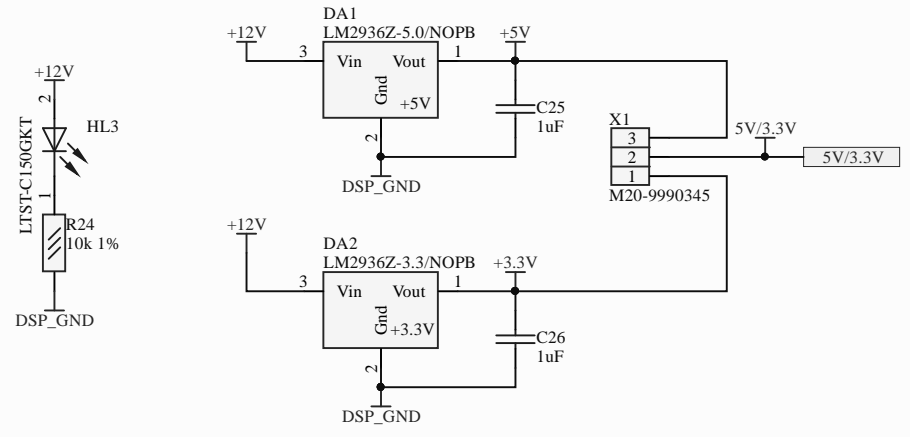 +12V
2
HL3
LTST-C150GKT
1
R24
10k 1%
DSP_GND
DA1
LM2936Z-5.0/NOPB
+12V
3
Vin
Vout
1
+5V
Gnd
+5V
2
C25
1uF
DSP_GND
X1
3
2
1
M20-9990345
5V/3.3V
5V/3.3V
DA2
LM2936Z-3.3/NOPB
+12V
3
Vin
Vout
1
+3.3V
Gnd
+3.3V
2
C26
1uF
DSP_GND